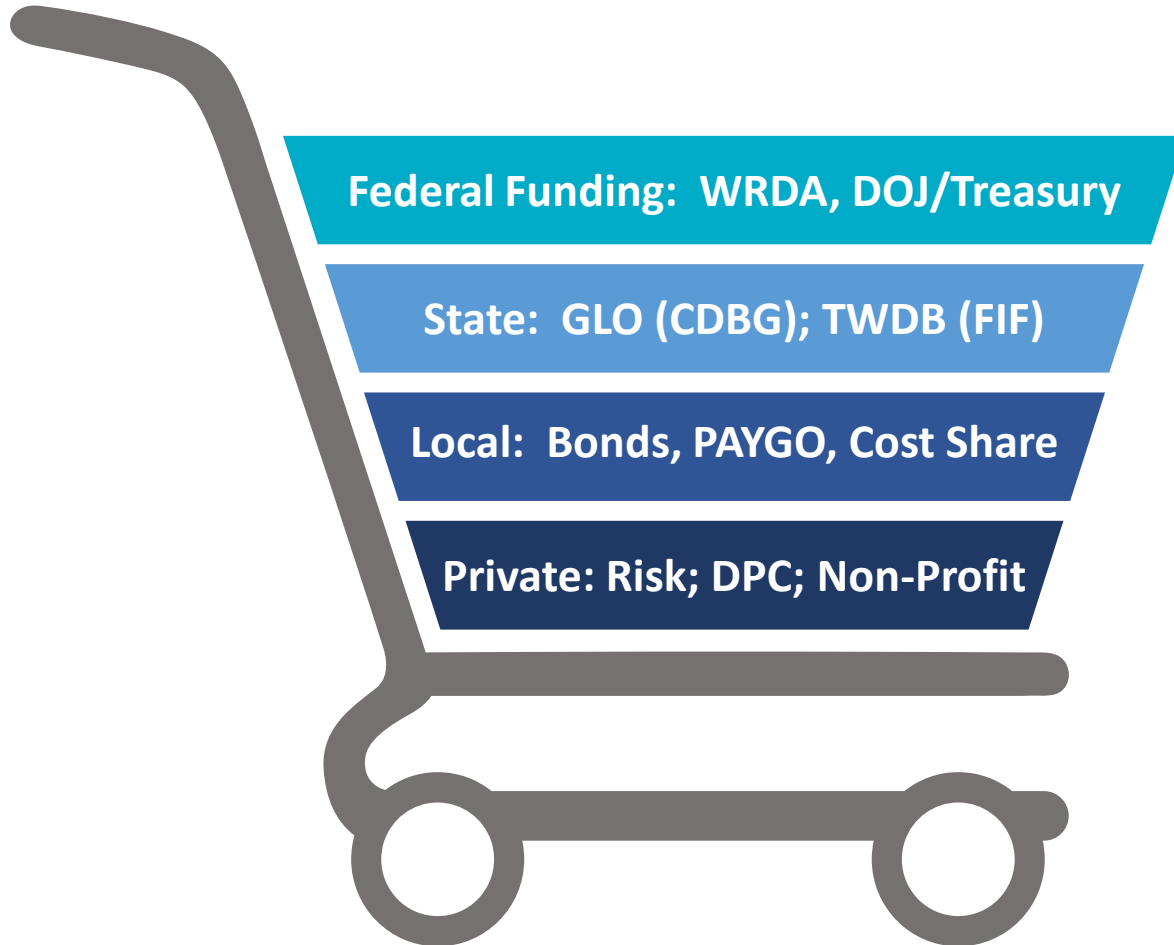 Federal Funding:  WRDA, DOJ/Treasury
State:  GLO (CDBG); TWDB (FIF)
Local:  Bonds, PAYGO, Cost Share
Private: Risk; DPC; Non-Profit